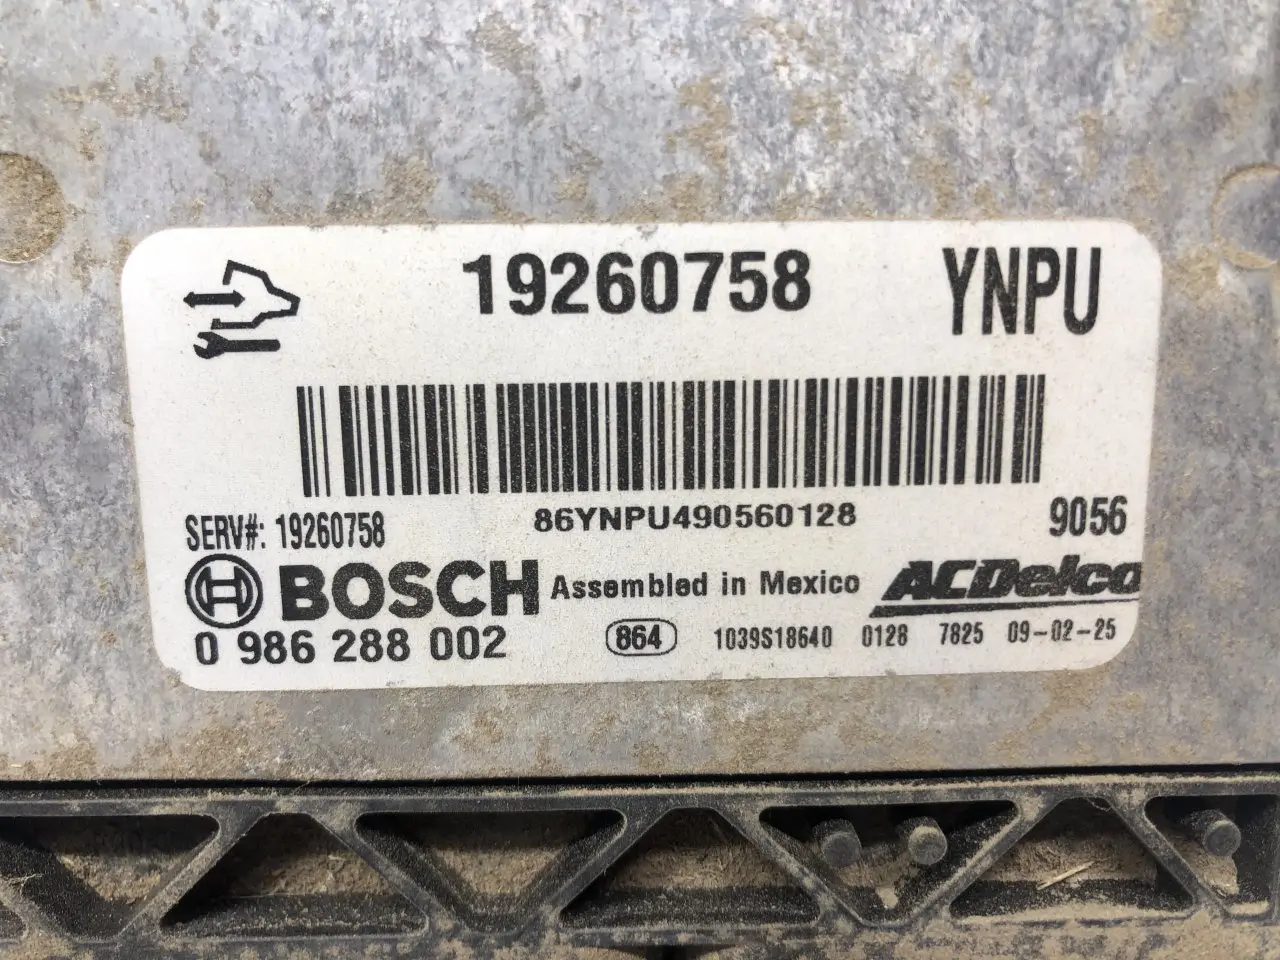 19260758 YNPU
86YNPU490560128 9056
SERV#: 19260758
BOSCH Assembled in Mexico ACDelco
0 986 288 002 864 1039S18640 0128 7825 09-02-25